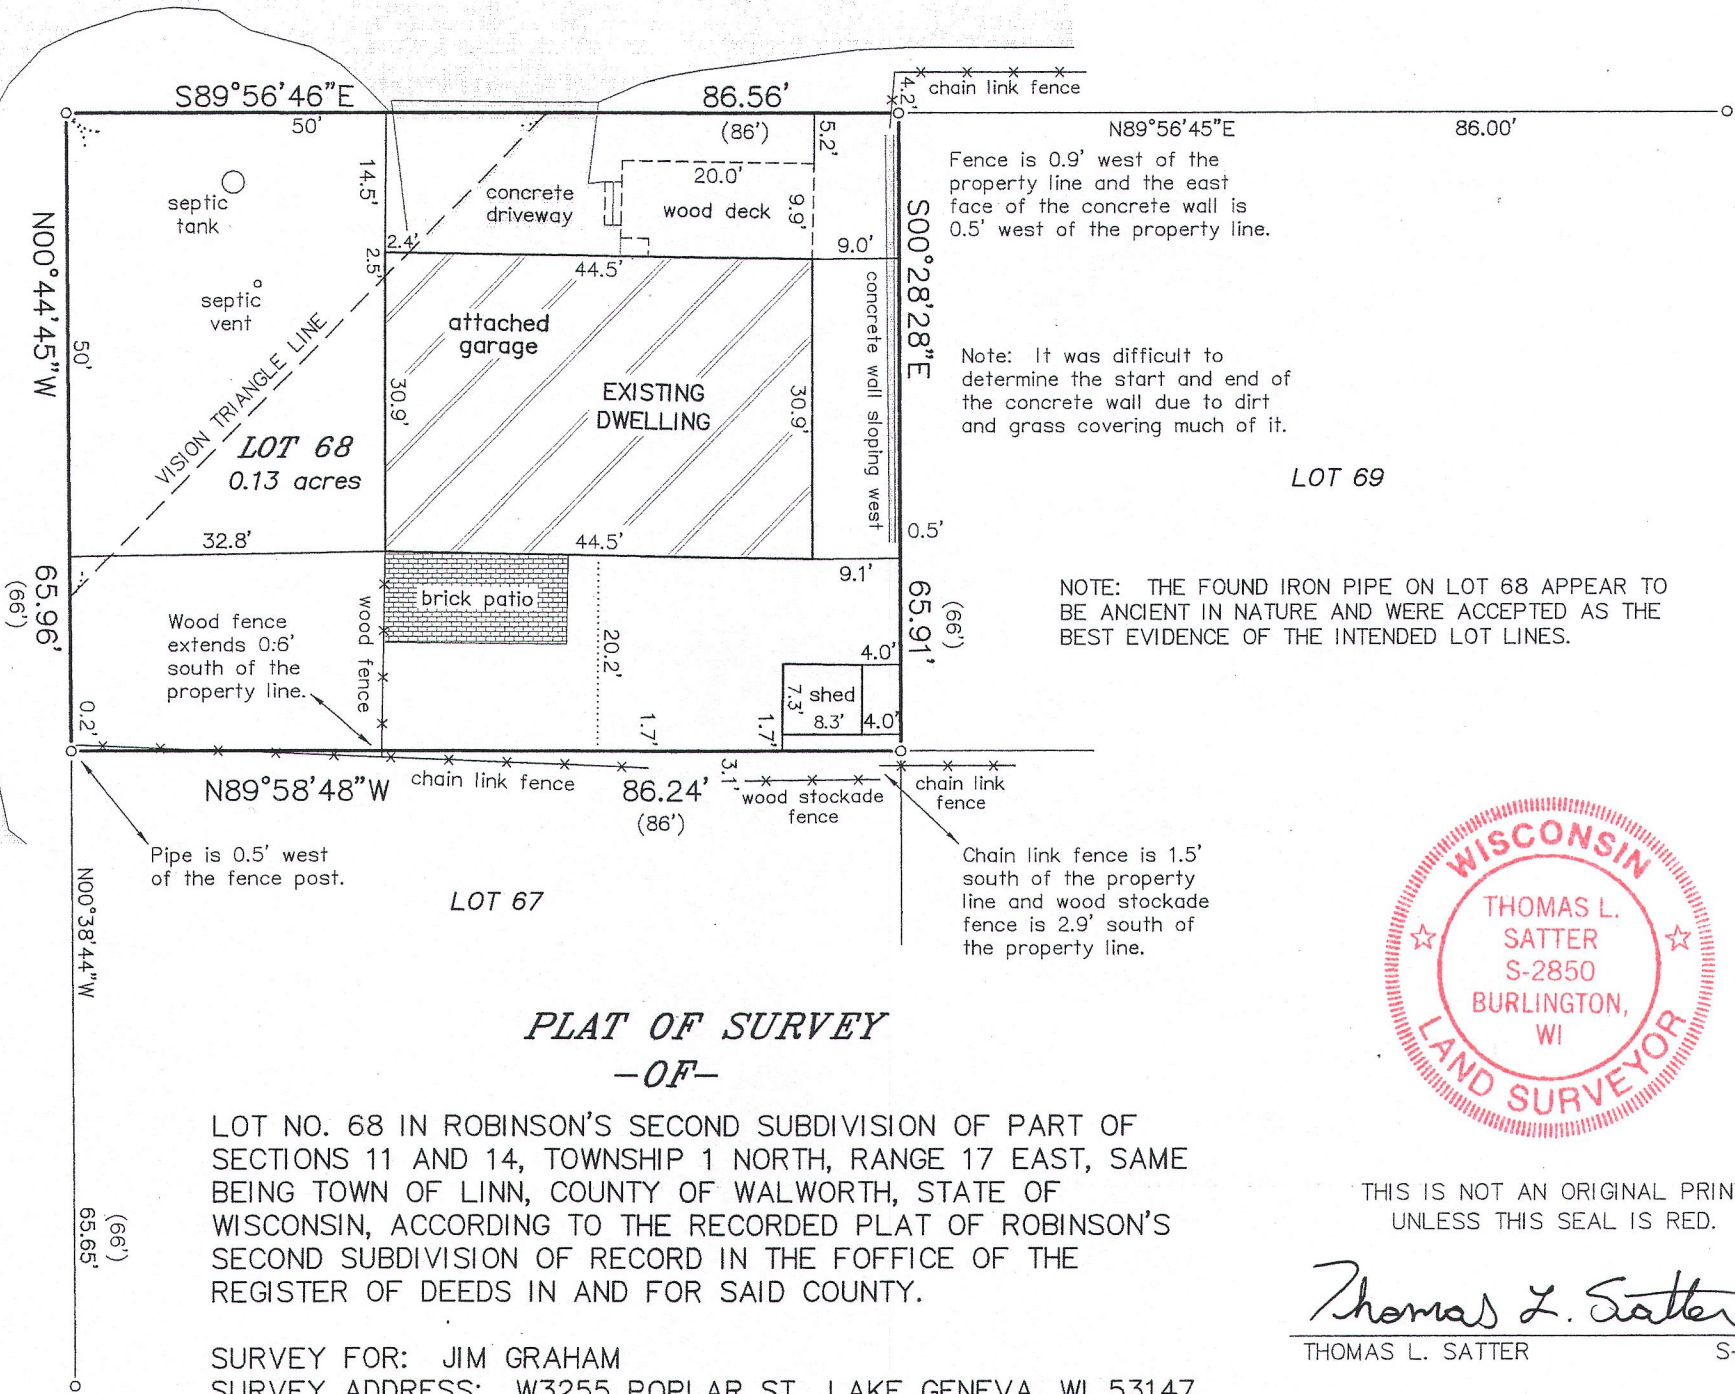 S89°56'46"E
86.56'
50'
(86')
4.2'
chain link fence
N89°56'45"E
86.00'
5.2'
Fence is 0.9' west of the
property line and the east
face of the concrete wall is
0.5' west of the property line.
14.5'
septic
tank
concrete
driveway
20.0'
wood deck
9.9'
9.0'
2.4'
2.5'
44.5'
N00°44'45"W
50'
septic
vent
VISION TRIANGLE LINE
attached
garage
30.9'
EXISTING
DWELLING
30.9'
concrete wall sloping west
S00°28'28"E
Note: It was difficult to
determine the start and end of
the concrete wall due to dirt
and grass covering much of it.
LOT 68
0.13 acres
LOT 69
32.8'
44.5'
0.5'
9.1'
65.96'
(66')
brick patio
wood fence
Wood fence
extends 0.6'
south of the
property line.
20.2'
65.91'
(66')
NOTE: THE FOUND IRON PIPE ON LOT 68 APPEAR TO
BE ANCIENT IN NATURE AND WERE ACCEPTED AS THE
BEST EVIDENCE OF THE INTENDED LOT LINES.
4.0'
7.3'
shed
8.3'
4.0'
0.2'
1.7'
1.7'
N89°58'48"W
chain link fence
86.24'
(86')
3.1'
wood stockade
fence
chain link
fence
Pipe is 0.5' west
of the fence post.
LOT 67
Chain link fence is 1.5'
south of the property
line and wood stockade
fence is 2.9' south of
the property line.
N00°38'44"W
65.65'
(66')
PLAT OF SURVEY
-OF-
LOT NO. 68 IN ROBINSON'S SECOND SUBDIVISION OF PART OF
SECTIONS 11 AND 14, TOWNSHIP 1 NORTH, RANGE 17 EAST, SAME
BEING TOWN OF LINN, COUNTY OF WALWORTH, STATE OF
WISCONSIN, ACCORDING TO THE RECORDED PLAT OF ROBINSON'S
SECOND SUBDIVISION OF RECORD IN THE FOFFICE OF THE
REGISTER OF DEEDS IN AND FOR SAID COUNTY.
SURVEY FOR: JIM GRAHAM
SURVEY ADDRESS: W3255 POPLAR ST, LAKE GENEVA, WI 53147
WISCONSIN
THOMAS L.
SATTER
S-2850
BURLINGTON,
WI
LAND SURVEYOR
THIS IS NOT AN ORIGINAL PRIN
UNLESS THIS SEAL IS RED.
Thomas L. Satter
THOMAS L. SATTER
S-